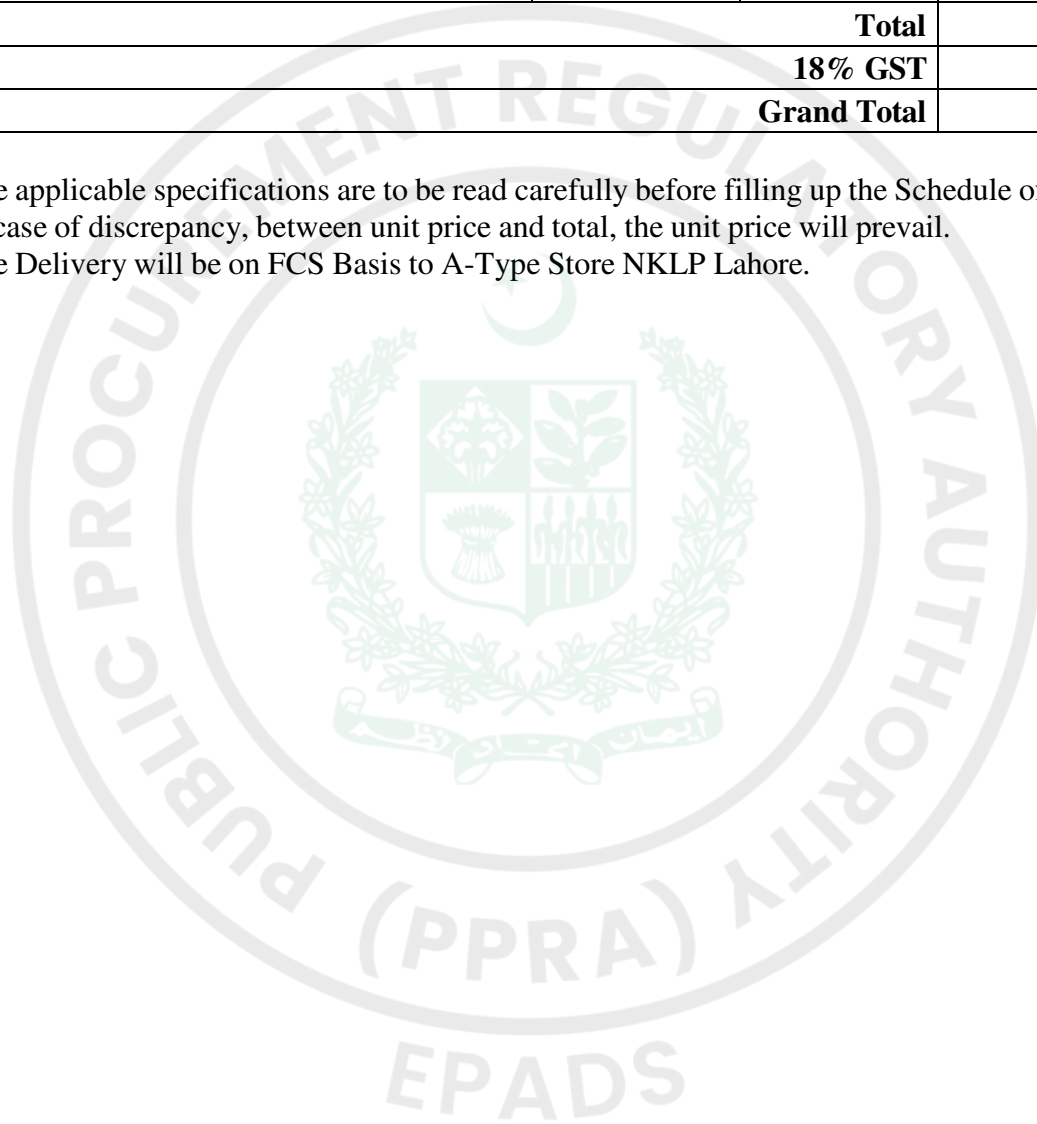 Total
18% GST
Grand Total
e applicable specifications are to be read carefully before filling up the Schedule of
case of discrepancy, between unit price and total, the unit price will prevail.
e Delivery will be on FCS Basis to A-Type Store NKLP Lahore.
PUBLIC PROCUREMENT REGULATORY AUTHORITY
(PPRA)
EPADS